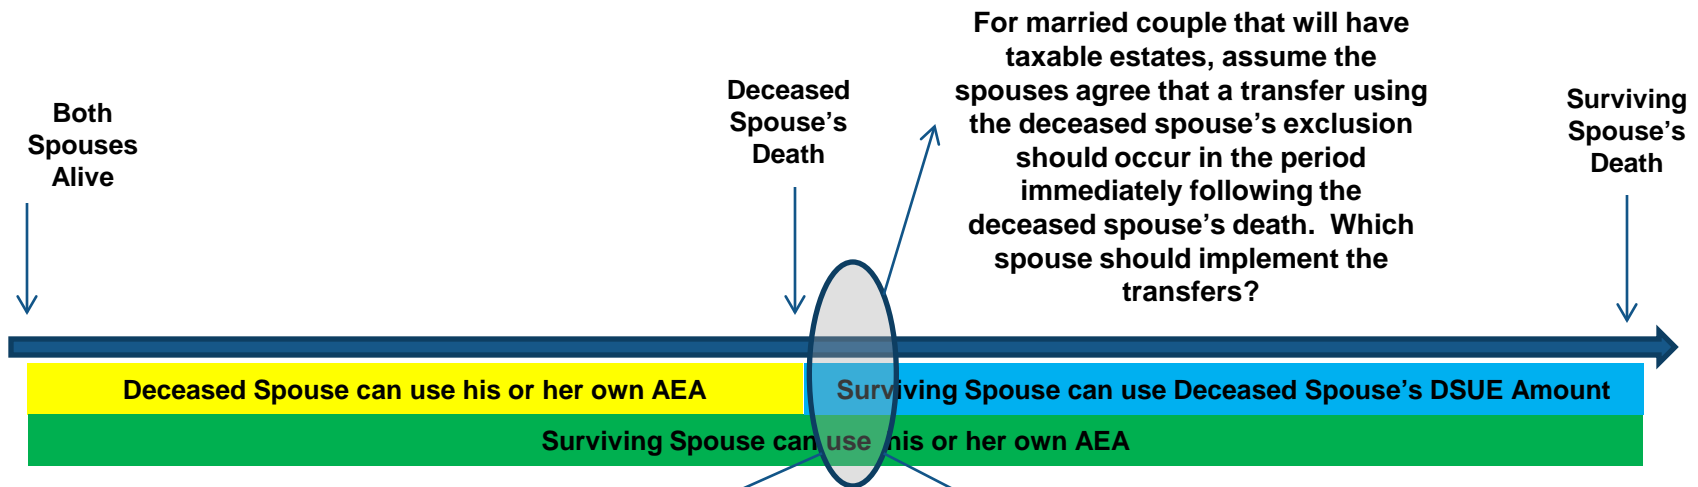 Both
Spouses
Alive
Deceased
Spouse's
Death
For married couple that will have
taxable estates, assume the
spouses agree that a transfer using
the deceased spouse's exclusion
should occur in the period
immediately following the
deceased spouse's death.  Which
spouse should implement the
transfers?
Surviving
Spouse's
Death
Deceased Spouse can use his or her own AEA
Surviving Spouse can use Deceased Spouse's DSUE Amount
Surviving Spouse can use his or her own AEA